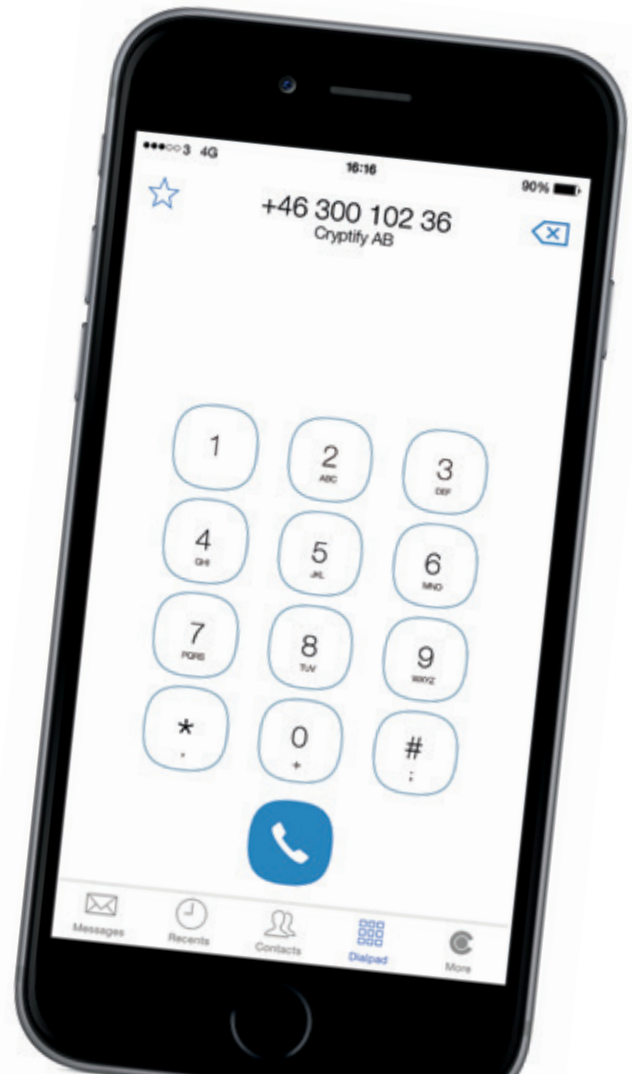 3 4G
16:16
90%
+46 300 102 36
Cryptify AB
1
2
ABC
3
DEF
4
GHI
5
JKL
6
MNO
7
PQRS
8
TUV
9
WXYZ
*
,
0
+
#
;
Messages
Recents
Contacts
Dialpad
More